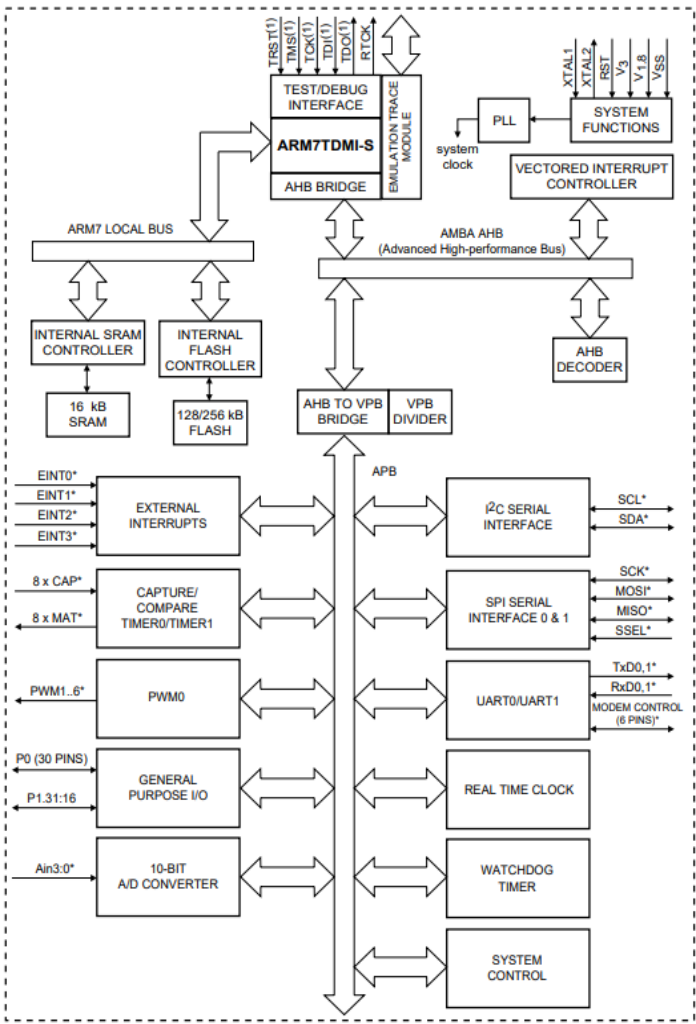 TRST(1)
TMS(1)
TCK(1)
TDI(1)
TDO(1)
RTCK
XTAL1
XTAL2
RST
V3
V1,8
VSS
TEST/DEBUG
INTERFACE
ARM7TDMI-S
AHB BRIDGE
EMULATION TRACE
MODULE
PLL
SYSTEM
FUNCTIONS
system
clock
VECTORED INTERRUPT
CONTROLLER
ARM7 LOCAL BUS
AMBA AHB
(Advanced High-performance Bus)
INTERNAL SRAM
CONTROLLER
INTERNAL
FLASH
CONTROLLER
16 kB
SRAM
128/256 kB
FLASH
AHB
DECODER
AHB TO VPB
BRIDGE
VPB
DIVIDER
APB
EINT0*
EINT1*
EINT2*
EINT3*
EXTERNAL
INTERRUPTS
I2C SERIAL
INTERFACE
SCL*
SDA*
8 x CAP*
8 x MAT*
CAPTURE/
COMPARE
TIMER0/TIMER1
SPI SERIAL
INTERFACE 0 & 1
SCK*
MOSI*
MISO*
SSEL*
PWM1..6*
PWM0
UART0/UART1
TxD0,1*
RxD0,1*
MODEM CONTROL
(6 PINS)*
P0 (30 PINS)
P1.31:16
GENERAL
PURPOSE I/O
REAL TIME CLOCK
Ain3:0*
10-BIT
A/D CONVERTER
WATCHDOG
TIMER
SYSTEM
CONTROL